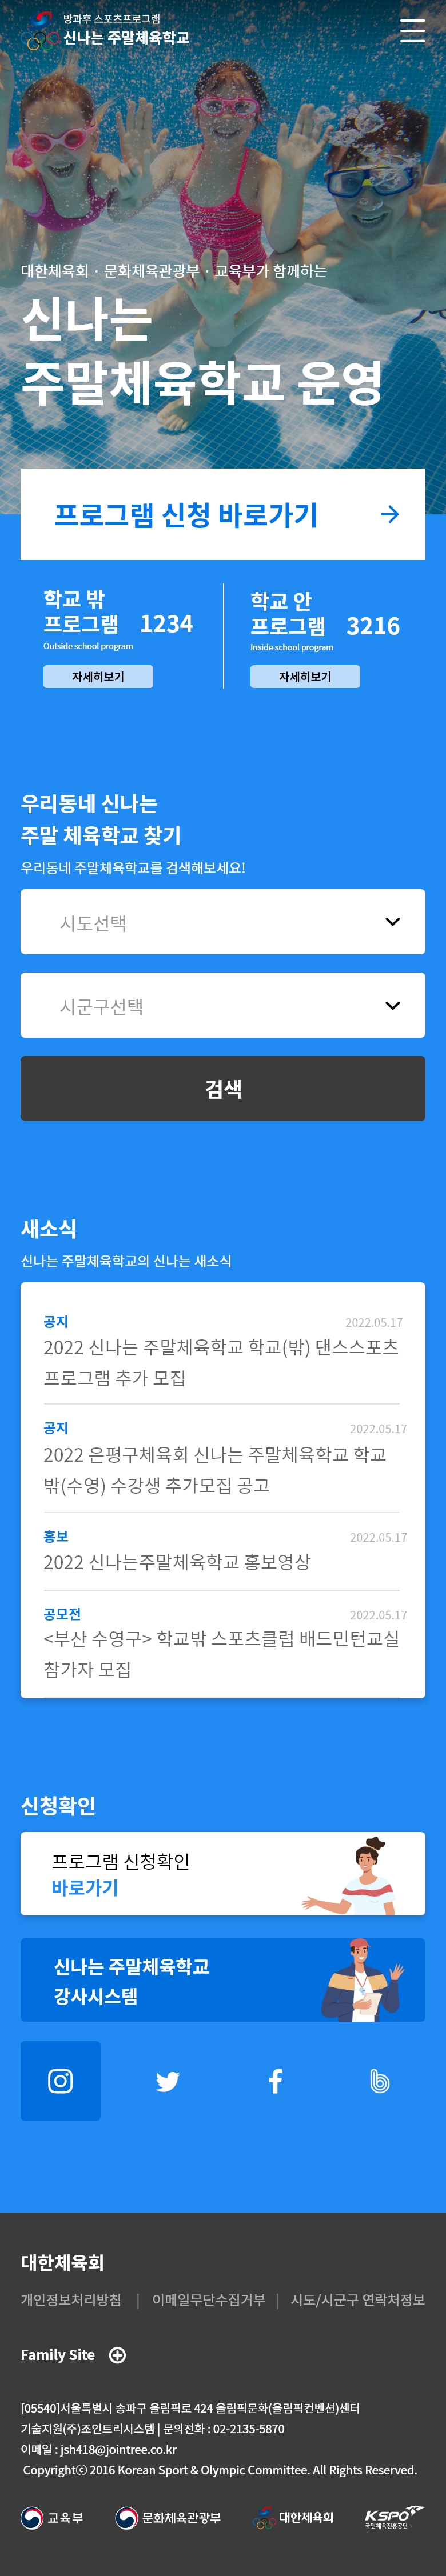 방과후 스포츠프로그램
신나는 주말체육학교
대한체육회 · 문화체육관광부 · 교육부가 함께하는
신나는
주말체육학교 운영
프로그램 신청 바로가기
학교 밖
프로그램 1234
Outside school program
자세히보기
학교 안
프로그램 3216
Inside school program
자세히보기
우리동네 신나는
주말 체육학교 찾기
우리동네 주말체육학교를 검색해보세요!
시도선택
시군구선택
검색
새소식
신나는 주말체육학교의 신나는 새소식
공지 2022.05.17
2022 신나는 주말체육학교 학교(밖) 댄스스포츠
프로그램 추가 모집
공지 2022.05.17
2022 은평구체육회 신나는 주말체육학교 학교
밖(수영) 수강생 추가모집 공고
홍보 2022.05.17
2022 신나는주말체육학교 홍보영상
공모전 2022.05.17
<부산 수영구> 학교밖 스포츠클럽 배드민턴교실
참가자 모집
신청확인
프로그램 신청확인
바로가기
신나는 주말체육학교
강사시스템
대한체육회
개인정보처리방침 | 이메일무단수집거부 | 시도/시군구 연락처정보
Family Site
[05540]서울특별시 송파구 올림픽로 424 올림픽문화(올림픽컨벤션)센터
기술지원(주)조인트리시스템 | 문의전화 : 02-2135-5870
이메일 : jsh418@jointree.co.kr
Copyrightⓒ 2016 Korean Sport & Olympic Committee. All Rights Reserved.
교육부 문화체육관광부 대한체육회 KSPO
국민체육진흥공단